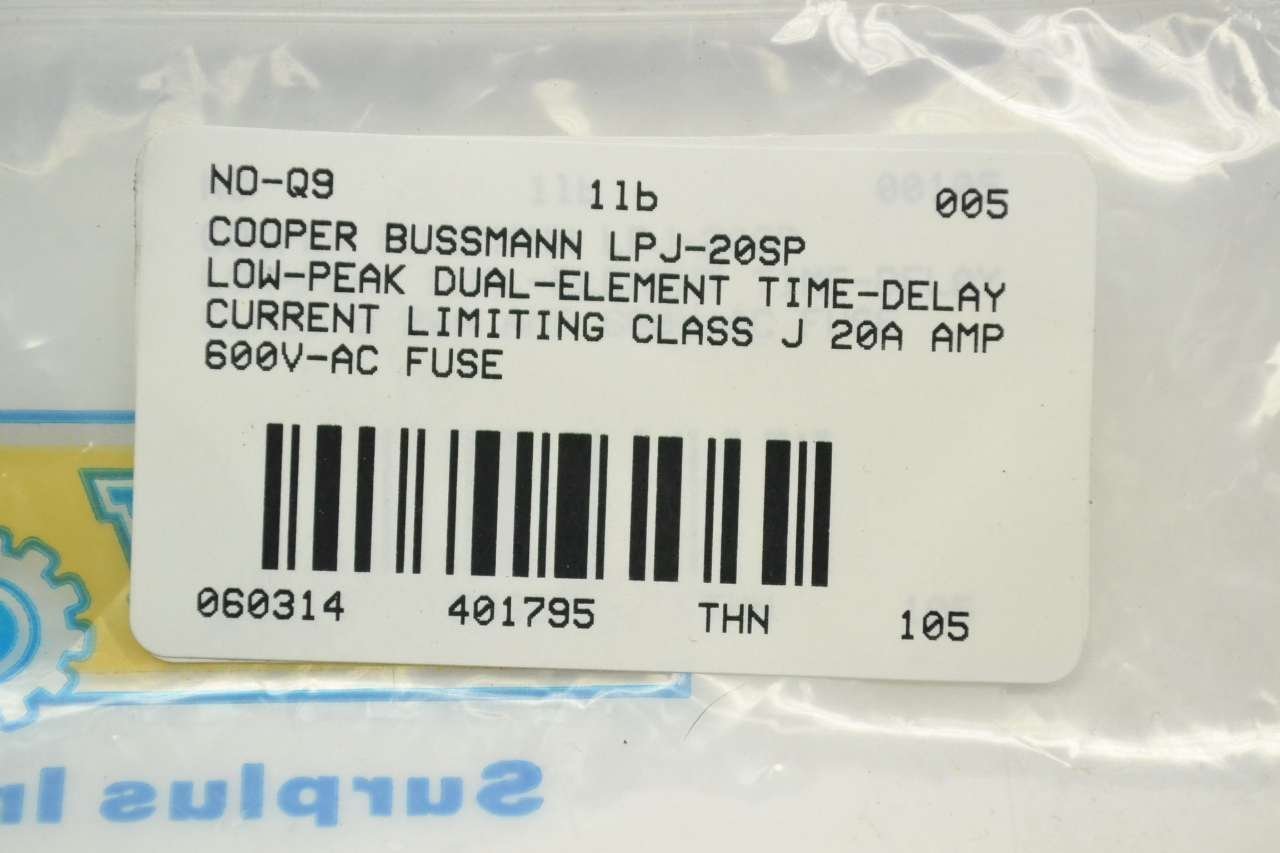 NO-Q9 1lb 005
COOPER BUSSMANN LPJ-20SP
LOW-PEAK DUAL-ELEMENT TIME-DELAY
CURRENT LIMITING CLASS J 20A AMP
600V-AC FUSE
060314 401795 THN 105
Surplus